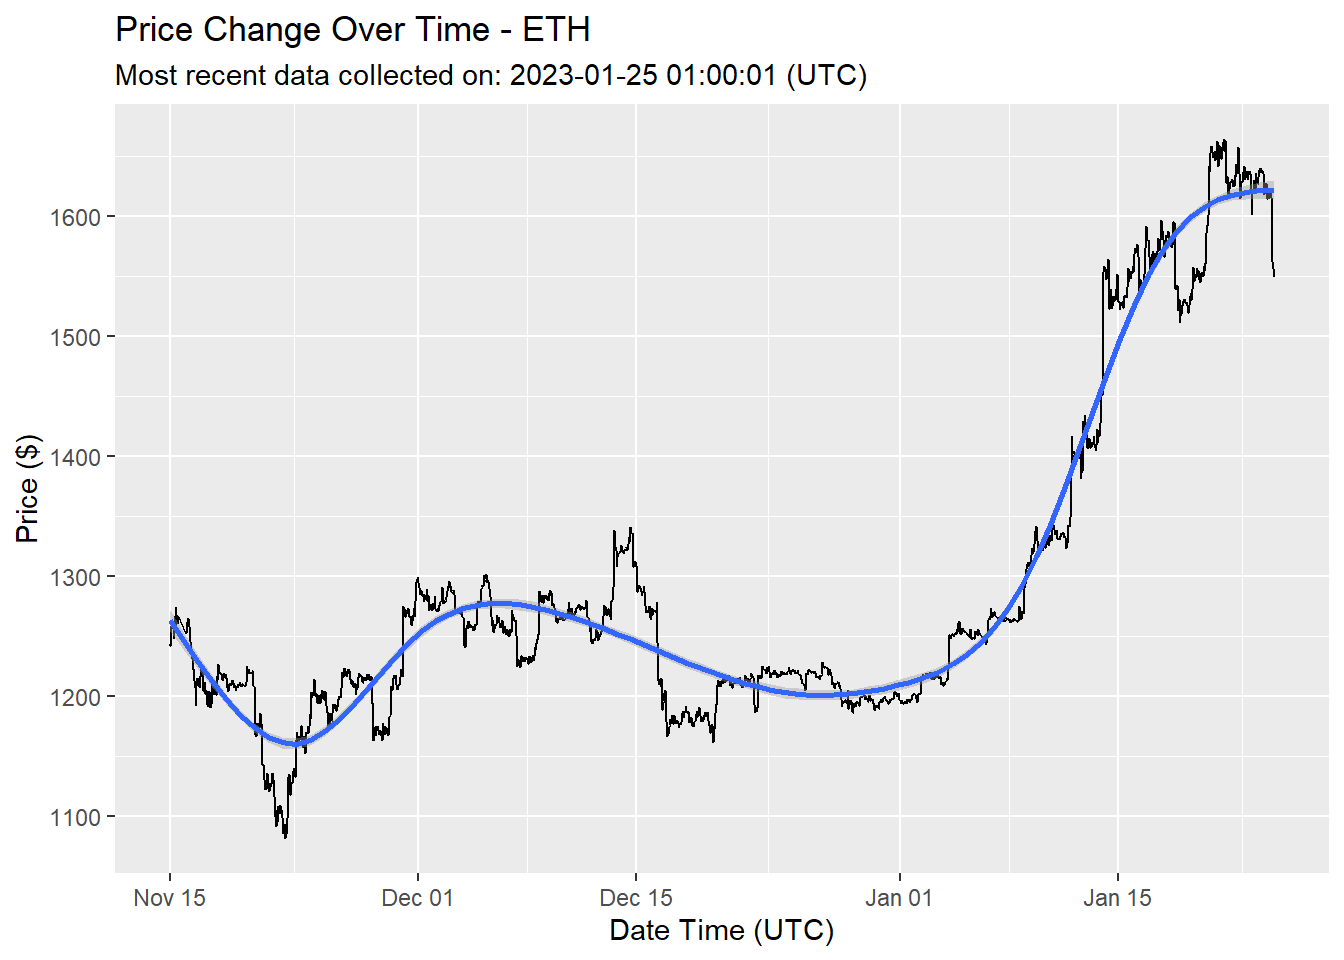 Price Change Over Time - ETH
Most recent data collected on: 2023-01-25 01:00:01 (UTC)
Price ($)
1600
1500
1400
1300
1200
1100
Nov 15 Dec 01 Dec 15 Jan 01 Jan 15
Date Time (UTC)